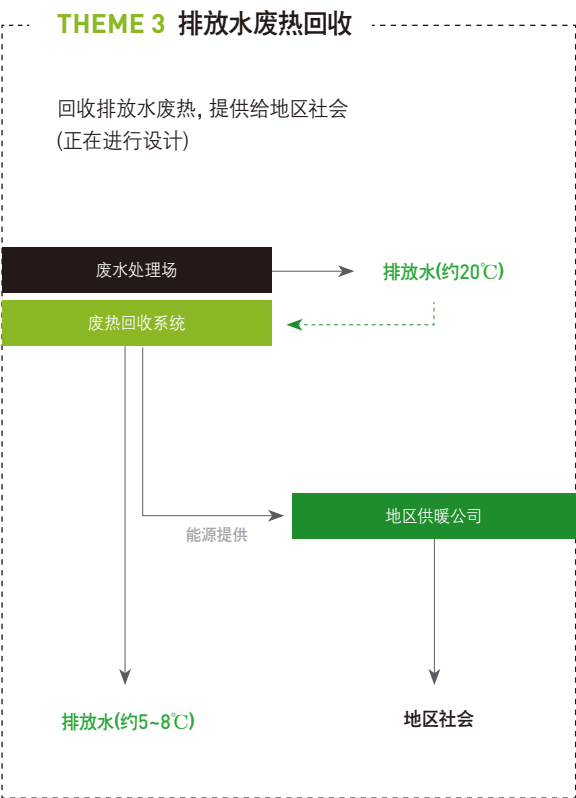 THEME 3 排放水废热回收
回收排放水废热, 提供给地区社会
(正在进行设计)
废水处理场
排放水(约20℃)
废热回收系统
地区供暖公司
能源提供
排放水(约5~8℃)
地区社会